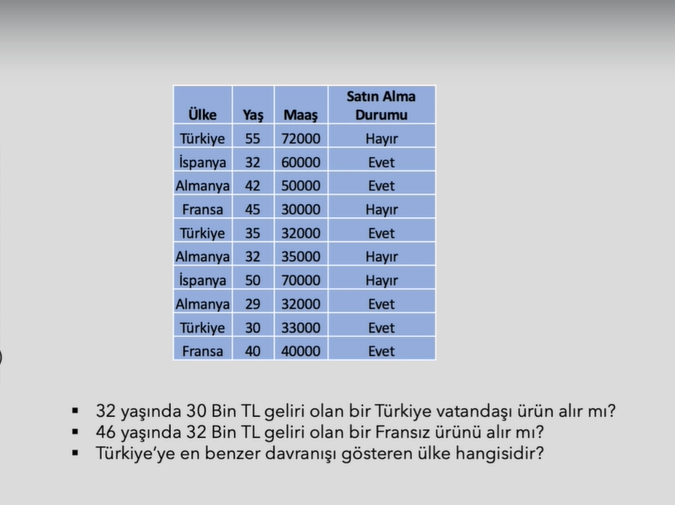 Satın Alma
Ülke Yaş Maaş Durumu
Türkiye 55 72000 Hayır
İspanya 32 60000 Evet
Almanya 42 50000 Evet
Fransa 45 30000 Hayır
Türkiye 35 32000 Evet
Almanya 32 35000 Hayır
İspanya 50 70000 Hayır
Almanya 29 32000 Evet
Türkiye 30 33000 Evet
Fransa 40 40000 Evet
▪ 32 yaşında 30 Bin TL geliri olan bir Türkiye vatandaşı ürün alır mı?
▪ 46 yaşında 32 Bin TL geliri olan bir Fransız ürünü alır mı?
▪ Türkiye'ye en benzer davranışı gösteren ülke hangisidir?